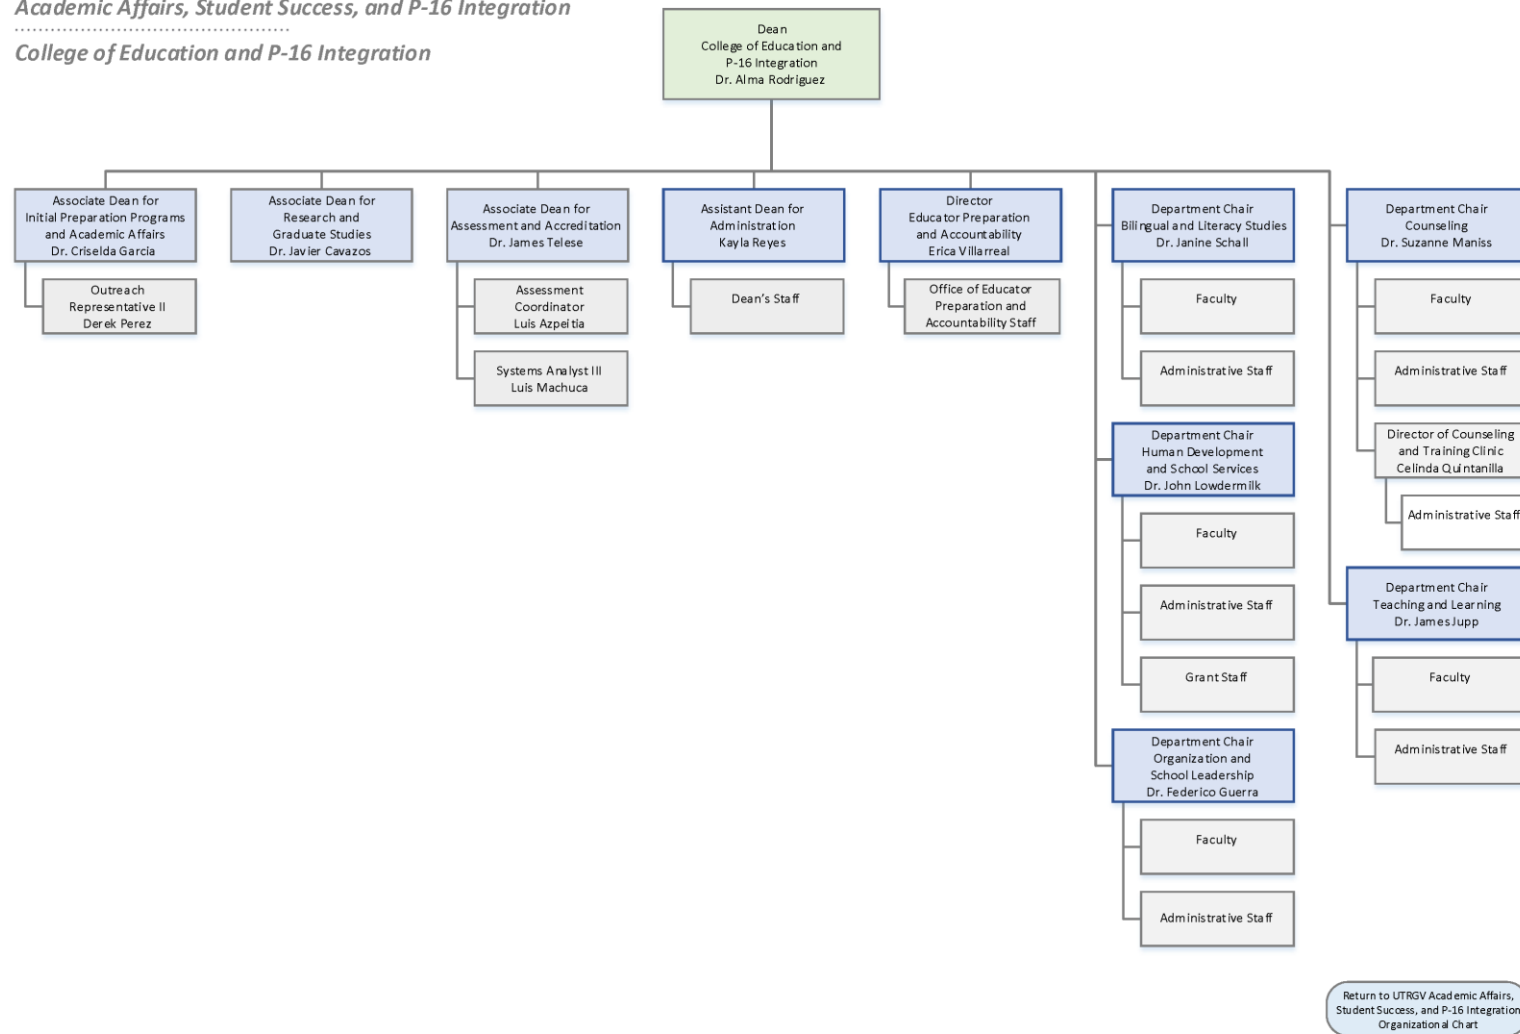 Academic Affairs, Student Success, and P-16 Integration
College of Education and P-16 Integration
Dean
College of Education and
P-16 Integration
Dr. Alma Rodriguez
Associate Dean for
Initial Preparation Programs
and Academic Affairs
Dr. Criselda Garcia
Outreach
Representative II
Derek Perez
Associate Dean for
Research and
Graduate Studies
Dr. Javier Cavazos
Associate Dean for
Assessment and Accreditation
Dr. James Telese
Assessment
Coordinator
Luis Azpeitia
Systems Analyst III
Luis Machuca
Assistant Dean for
Administration
Kayla Reyes
Dean's Staff
Director
Educator Preparation
and Accountability
Erica Villarreal
Office of Educator
Preparation and
Accountability Staff
Department Chair
Bilingual and Literacy Studies
Dr. Janine Schall
Faculty
Administrative Staff
Department Chair
Human Development
and School Services
Dr. John Lowdermilk
Faculty
Administrative Staff
Grant Staff
Department Chair
Organization and
School Leadership
Dr. Federico Guerra
Faculty
Administrative Staff
Department Chair
Counseling
Dr. Suzanne Maniss
Faculty
Administrative Staff
Director of Counseling
and Training Clinic
Celinda Quintanilla
Administrative Staff
Department Chair
Teaching and Learning
Dr. James Jupp
Faculty
Administrative Staff
Return to UTRGV Academic Affairs,
Student Success, and P-16 Integration
Organizational Chart